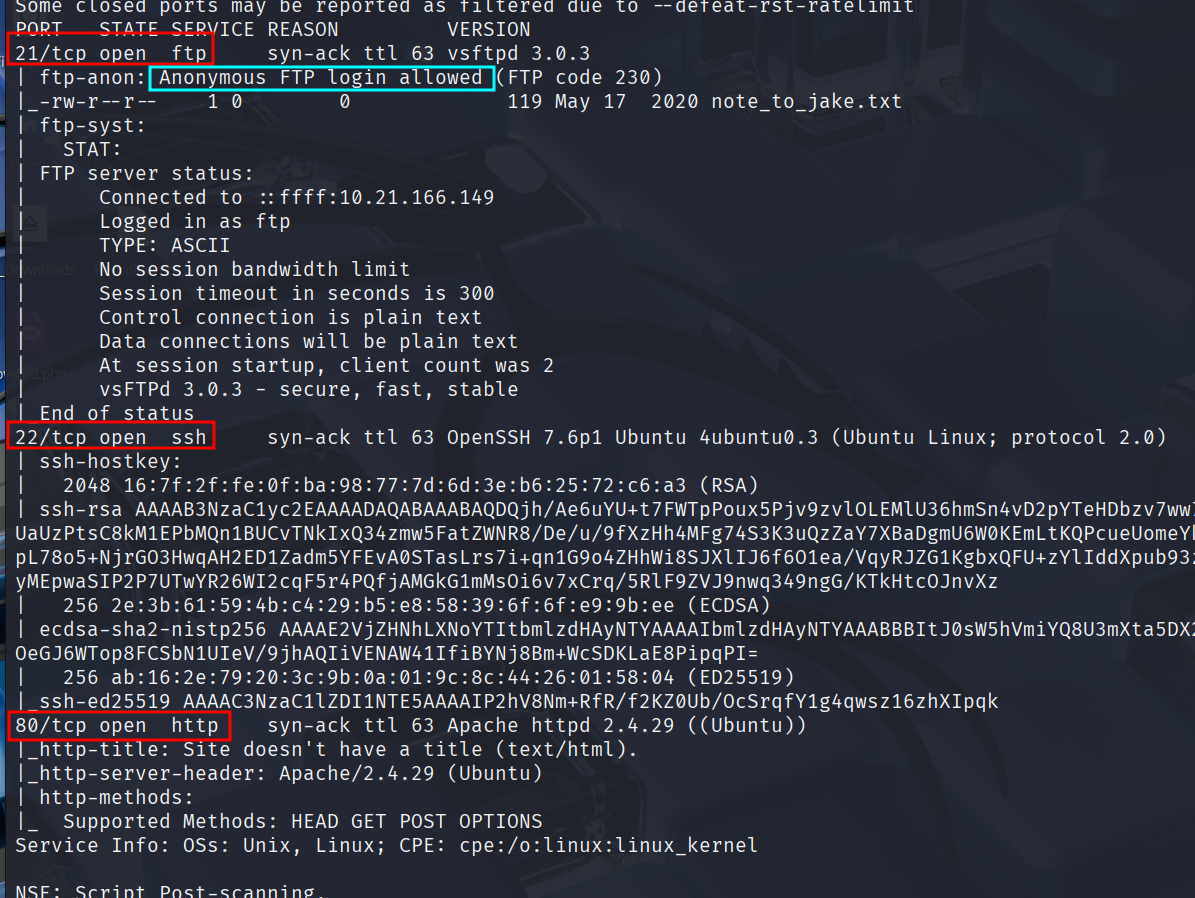 Some closed ports may be reported as filtered due to --defeat-rst-ratelimit
PORT   STATE SERVICE REASON         VERSION
21/tcp open  ftp     syn-ack ttl 63 vsftpd 3.0.3
| ftp-anon: Anonymous FTP login allowed (FTP code 230)
|_-rw-r--r--    1 0        0             119 May 17  2020 note_to_jake.txt
| ftp-syst:
|   STAT:
| FTP server status:
|      Connected to ::ffff:10.21.166.149
|      Logged in as ftp
|      TYPE: ASCII
|      No session bandwidth limit
|      Session timeout in seconds is 300
|      Control connection is plain text
|      Data connections will be plain text
|      At session startup, client count was 2
|      vsFTPd 3.0.3 - secure, fast, stable
|_End of status
22/tcp open  ssh     syn-ack ttl 63 OpenSSH 7.6p1 Ubuntu 4ubuntu0.3 (Ubuntu Linux; protocol 2.0)
| ssh-hostkey:
|   2048 16:7f:2f:fe:0f:ba:98:77:7d:6d:3e:b6:25:72:c6:a3 (RSA)
| ssh-rsa AAAAB3NzaC1yc2EAAAADAQABAAABAQDQjh/Ae6uYU+t7FWTpPoux5Pjv9zvlOLEMlU36hmSn4vD2pYTeHDbzv7ww
UaUzPtsC8kM1EPbMQn1BUCvTNkIxQ34zmw5FatZWNR8/De/u/9fXzHh4MFg74S3K3uQzZaY7XBaDgmU6W0KEmLtKQPcueUomeY
pL78o5+NjrGO3HwqAH2ED1Zadm5YFEvA0STasLrs7i+qn1G9o4ZHhWi8SJXlIJ6f6O1ea/VqyRJZG1KgbxQFU+zYlIddXpub93
yMEpwaSIP2P7UTwYR26WI2cqF5r4PQfjAMGkG1mMsOi6v7xCrq/5RlF9ZVJ9nwq349ngG/KTkHtcOJnvXz
|   256 2e:3b:61:59:4b:c4:29:b5:e8:58:39:6f:6f:e9:9b:ee (ECDSA)
| ecdsa-sha2-nistp256 AAAAE2VjZHNhLXNoYTItbmlzdHAyNTYAAAAIbmlzdHAyNTYAAABBBItJ0sW5hVmiYQ8U3mXta5DX2
OeGJ6WTop8FCSbN1UIeV/9jhAQIiVENAW41IfiBYNj8Bm+WcSDKLaE8PipqPI=
|   256 ab:16:2e:79:20:3c:9b:0a:01:9c:8c:44:26:01:58:04 (ED25519)
|_ssh-ed25519 AAAAC3NzaC1lZDI1NTE5AAAAIP2hV8Nm+RfR/f2KZ0Ub/OcSrqfY1g4qwsz16zhXIpqk
80/tcp open  http    syn-ack ttl 63 Apache httpd 2.4.29 ((Ubuntu))
|_http-title: Site doesn't have a title (text/html).
|_http-server-header: Apache/2.4.29 (Ubuntu)
| http-methods:
|_  Supported Methods: HEAD GET POST OPTIONS
Service Info: OSs: Unix, Linux; CPE: cpe:/o:linux:linux_kernel
NSE: Script Post-scanning.